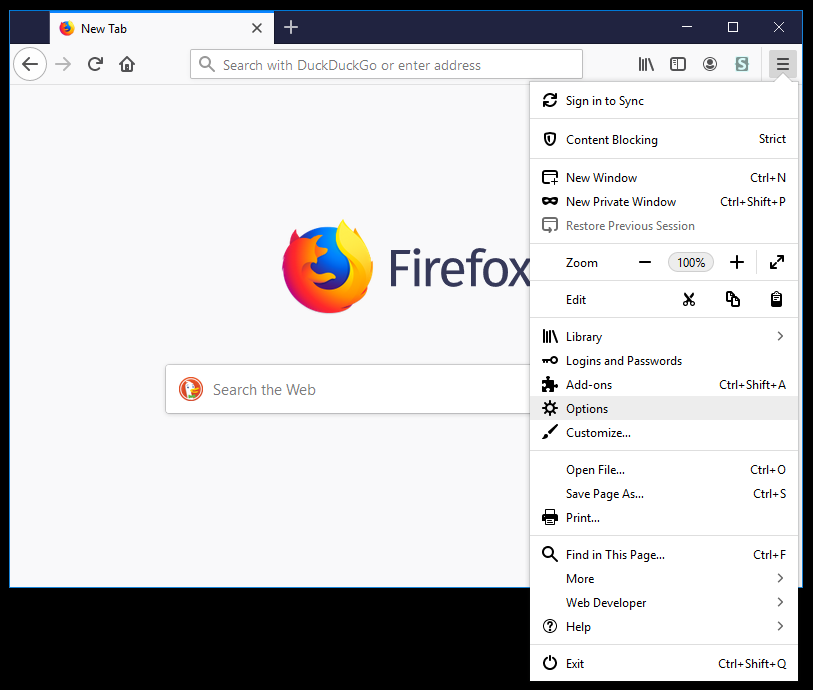 New Tab
Search with DuckDuckGo or enter address
S
Sign in to Sync
Content Blocking Strict
New Window Ctrl+N
New Private Window Ctrl+Shift+P
Restore Previous Session
Zoom 100%
Edit
Firefox
Library
Logins and Passwords
Add-ons Ctrl+Shift+A
Search the Web
Options
Customize...
Open File... Ctrl+O
Save Page As... Ctrl+S
Print...
Find in This Page... Ctrl+F
More
Web Developer
Help
Exit Ctrl+Shift+Q